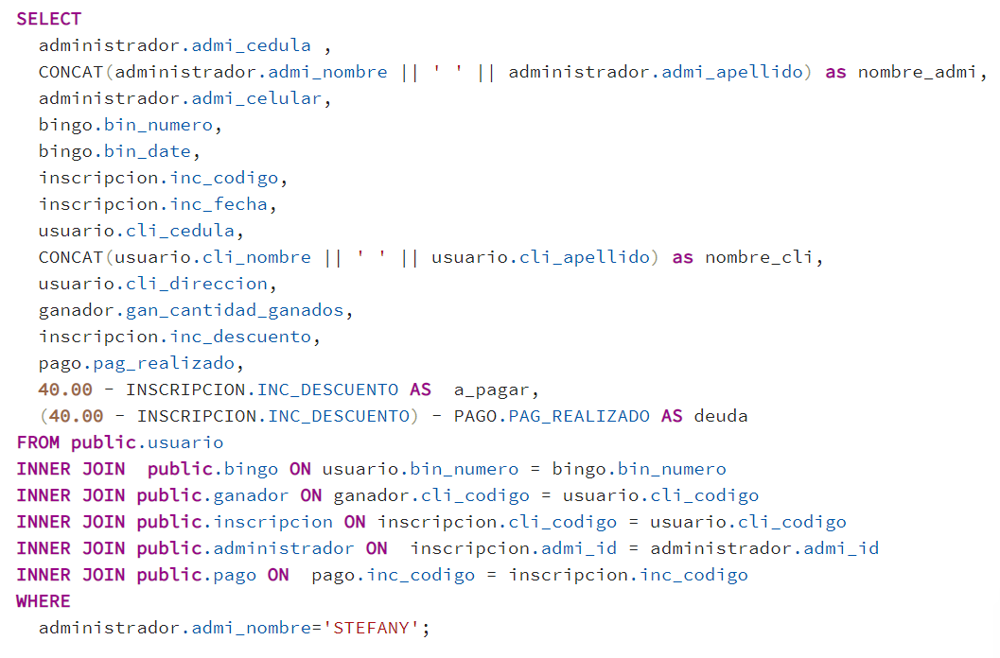 SELECT
administrador.admi_cedula ,
CONCAT(administrador.admi_nombre || ' ' || administrador.admi_apellido) as nombre_admi,
administrador.admi_celular,
bingo.bin_numero,
bingo.bin_date,
inscripcion.inc_codigo,
inscripcion.inc_fecha,
usuario.cli_cedula,
CONCAT(usuario.cli_nombre || ' ' || usuario.cli_apellido) as nombre_cli,
usuario.cli_direccion,
ganador.gan_cantidad_ganados,
inscripcion.inc_descuento,
pago.pag_realizado,
40.00 - INSCRIPCION.INC_DESCUENTO AS  a_pagar,
(40.00 - INSCRIPCION.INC_DESCUENTO) - PAGO.PAG_REALIZADO AS deuda
FROM public.usuario
INNER JOIN  public.bingo ON usuario.bin_numero = bingo.bin_numero
INNER JOIN public.ganador ON ganador.cli_codigo = usuario.cli_codigo
INNER JOIN public.inscripcion ON inscripcion.cli_codigo = usuario.cli_codigo
INNER JOIN public.administrador ON  inscripcion.admi_id = administrador.admi_id
INNER JOIN public.pago ON  pago.inc_codigo = inscripcion.inc_codigo
WHERE
administrador.admi_nombre='STEFANY';